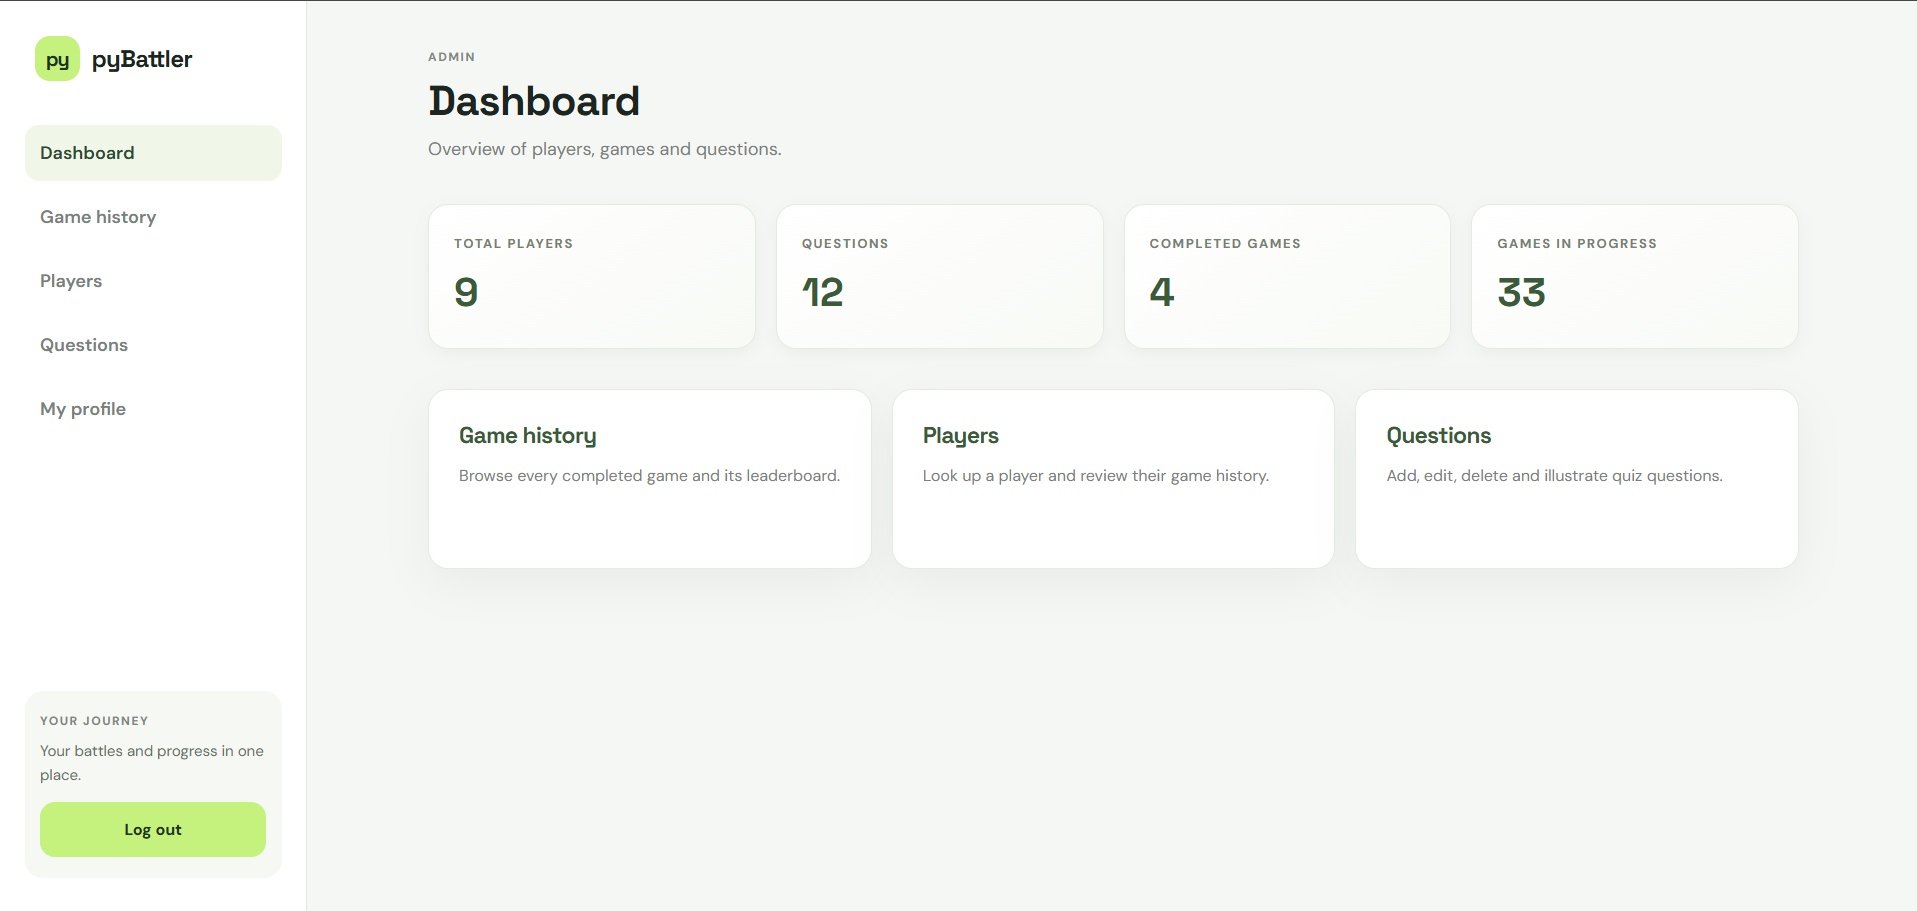 py pyBattler
Dashboard
Game history
Players
Questions
My profile
YOUR JOURNEY
Your battles and progress in one
place.
Log out
ADMIN
Dashboard
Overview of players, games and questions.
TOTAL PLAYERS
9
QUESTIONS
12
COMPLETED GAMES
4
GAMES IN PROGRESS
33
Game history
Browse every completed game and its leaderboard.
Players
Look up a player and review their game history.
Questions
Add, edit, delete and illustrate quiz questions.